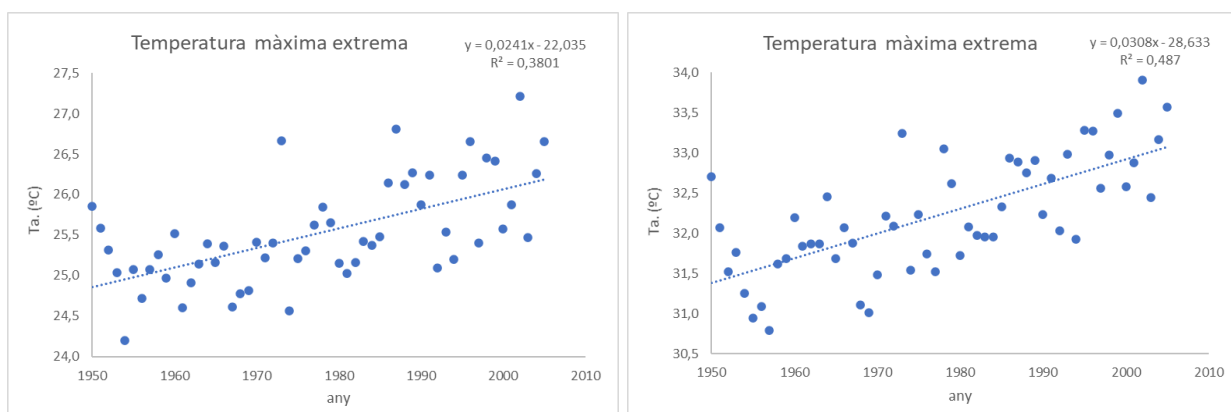 Temperatura màxima extrema
y = 0,0241x - 22,035
R² = 0,3801
27,5
27,0
26,5
26,0
25,5
25,0
24,5
24,0
Ta. (ºC)
1950 1960 1970 1980 1990 2000 2010
any
Temperatura màxima extrema
y = 0,0308x - 28,633
R² = 0,487
34,0
33,5
33,0
32,5
32,0
31,5
31,0
30,5
Ta. (ºC)
1950 1960 1970 1980 1990 2000 2010
any